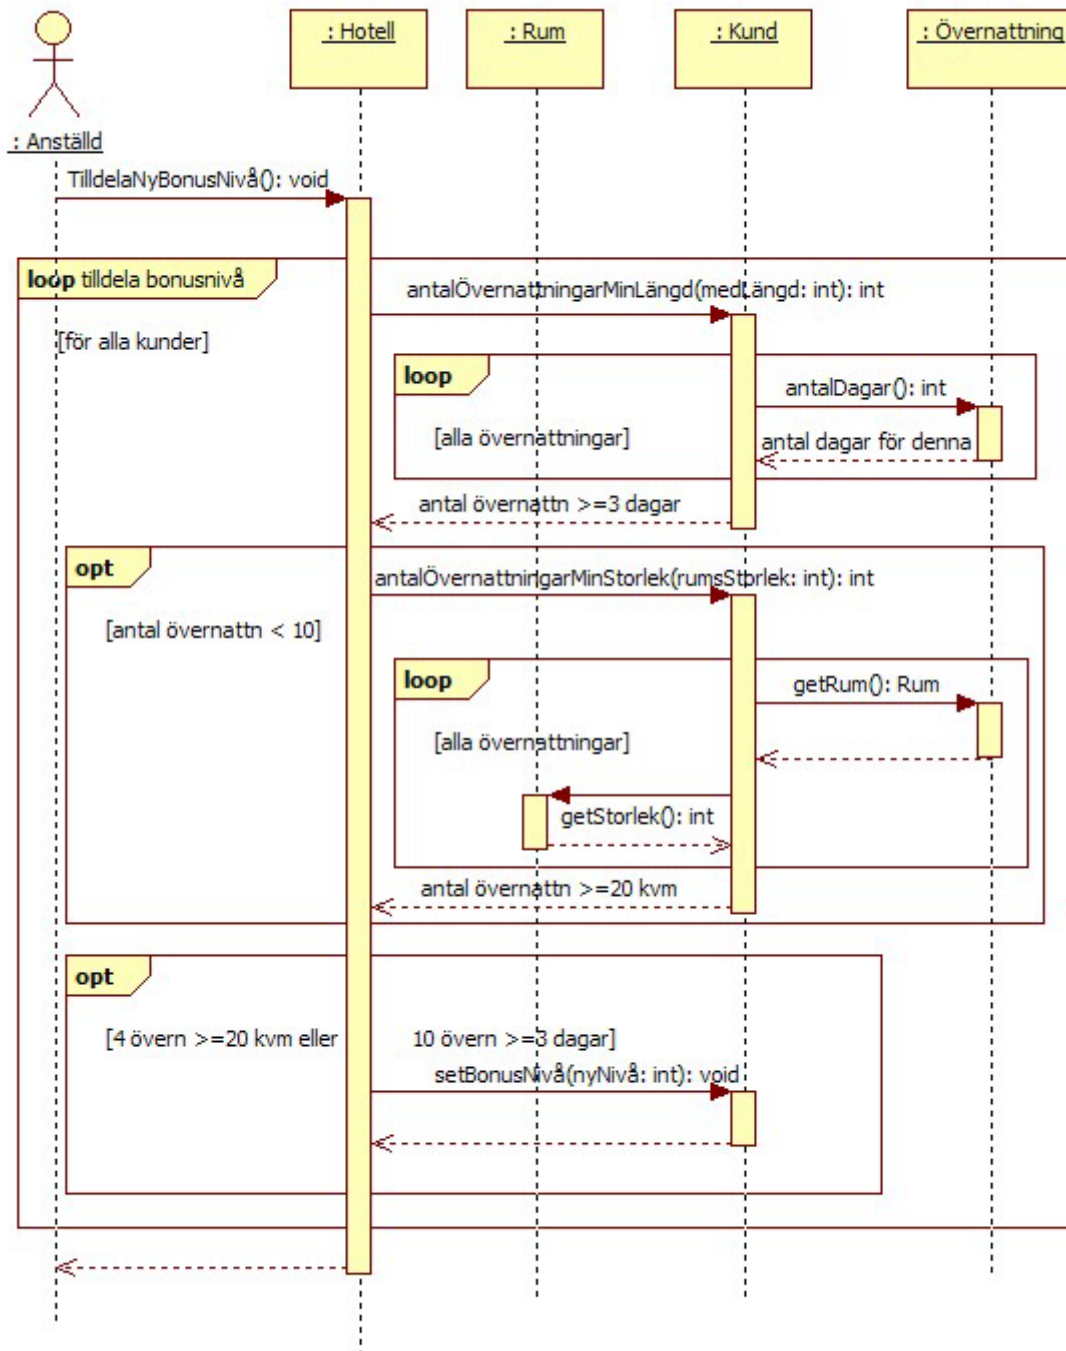 : Hotell
: Rum
: Kund
: Övernattning
: Anställd
TilldelaNyBonusNivå(): void
loop tilldela bonusnivå
antalÖvernattningarMinLängd(medLängd: int): int
[för alla kunder]
loop
antalDagar(): int
[alla övernattningar]
antal dagar för denna
antal övernattn >=3 dagar
opt
antalÖvernattningarMinStorlek(rumsStorlek: int): int
[antal övernattn < 10]
loop
getRum(): Rum
[alla övernattningar]
getStorlek(): int
antal övernattn >=20 kvm
opt
[4 övern >=20 kvm eller 10 övern >=3 dagar]
setBonusNivå(nyNivå: int): void